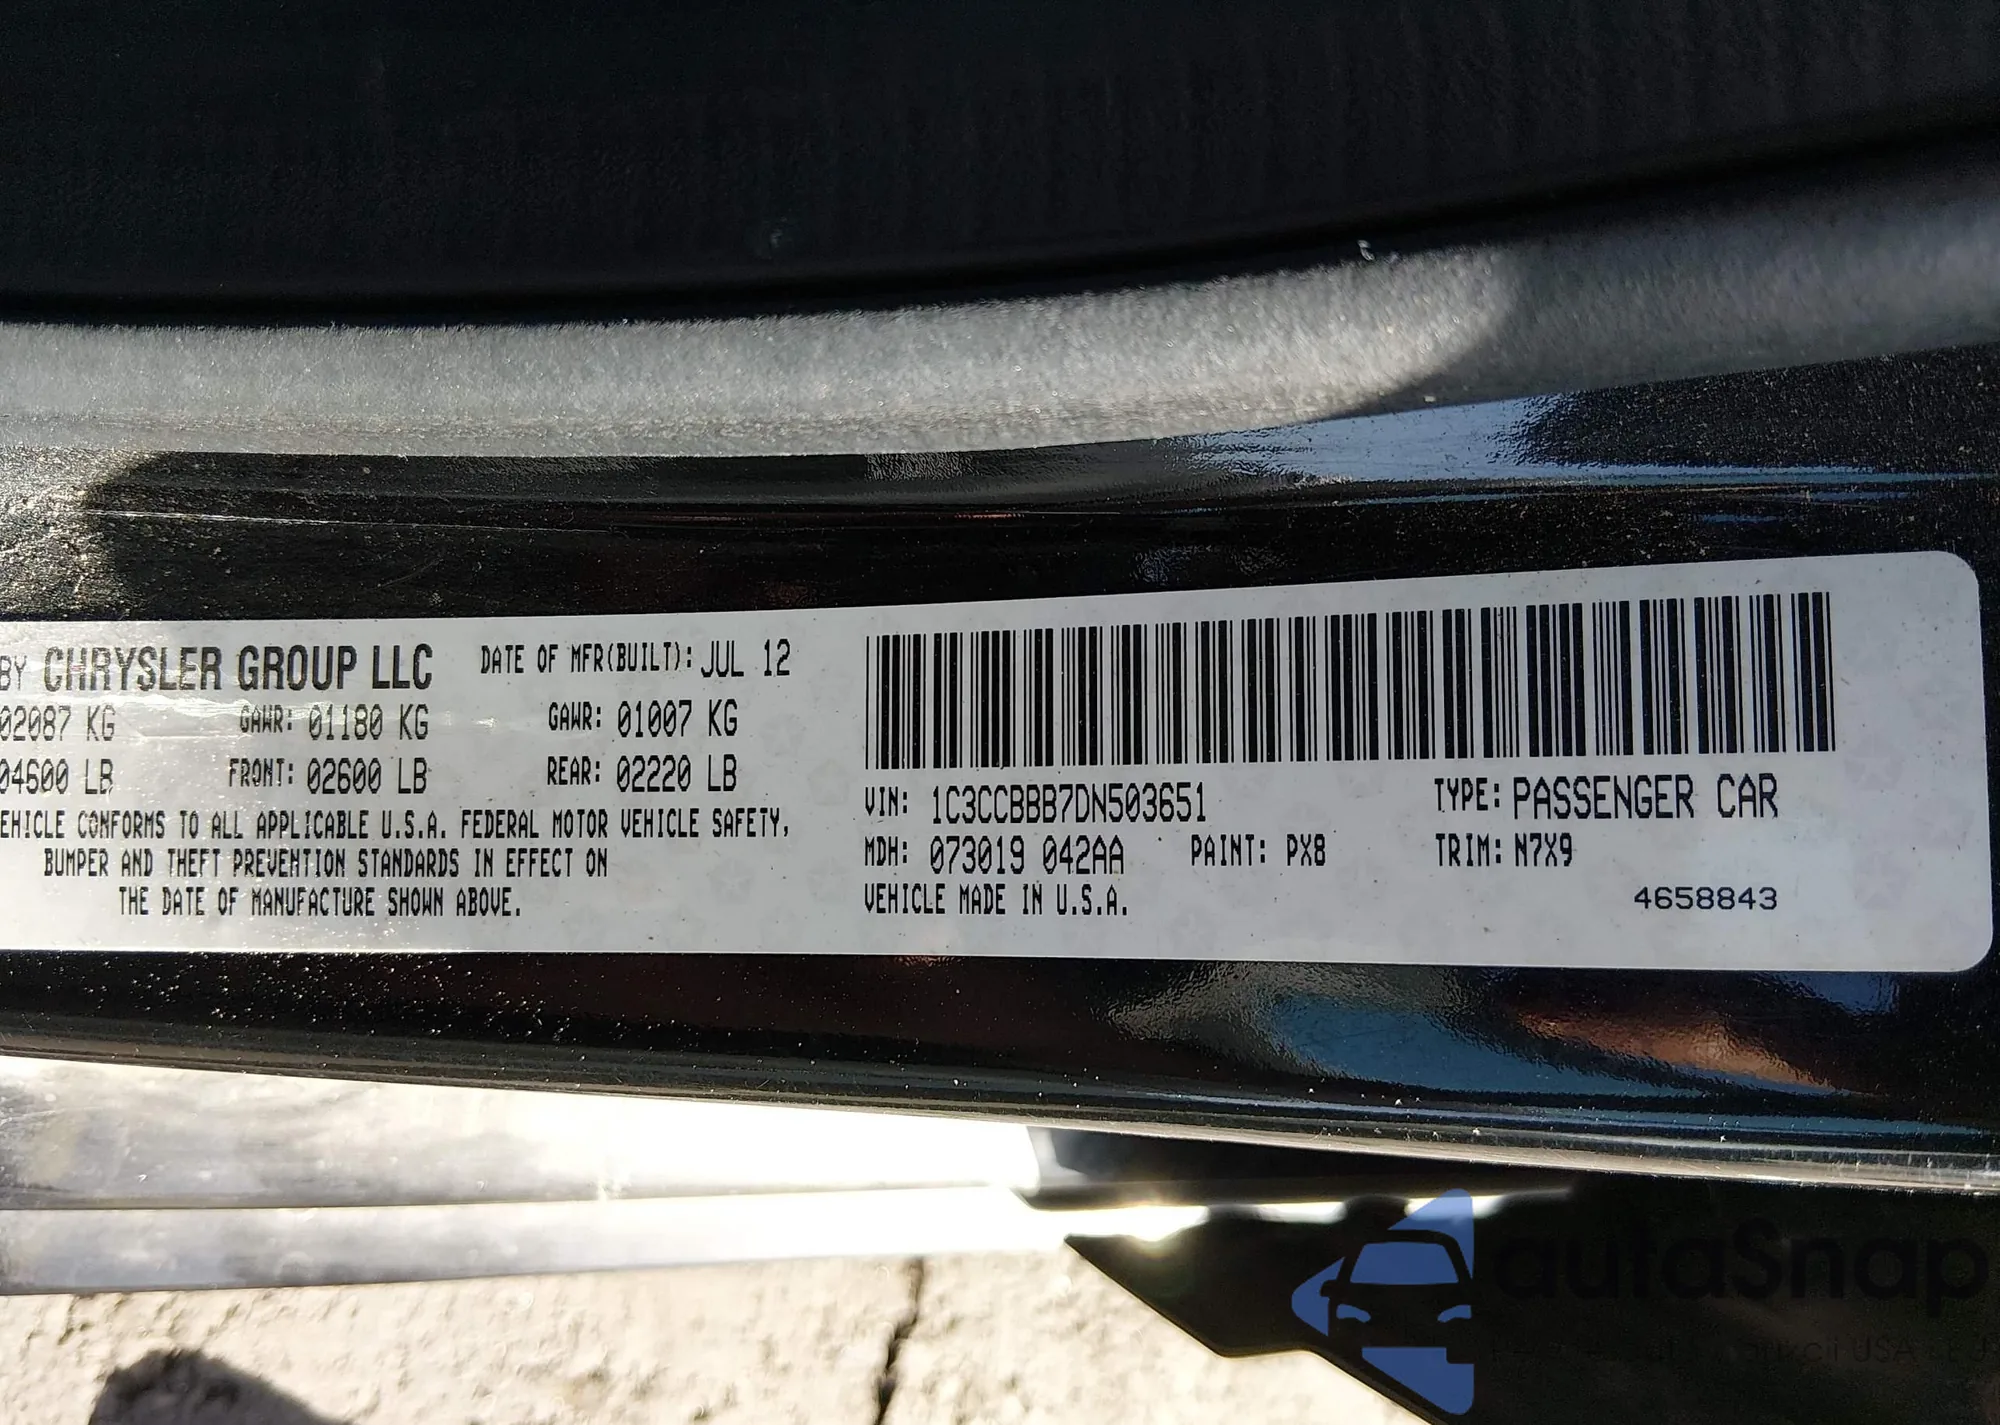 BY CHRYSLER GROUP LLC DATE OF MFR(BUILT): JUL 12
02087 KG GAWR: 01180 KG GAWR: 01007 KG
04600 LB FRONT: 02600 LB REAR: 02220 LB
EHICLE CONFORMS TO ALL APPLICABLE U.S.A. FEDERAL MOTOR VEHICLE SAFETY,
BUMPER AND THEFT PREVENTION STANDARDS IN EFFECT ON
THE DATE OF MANUFACTURE SHOWN ABOVE.
VIN: 1C3CCBBB7DN503651 TYPE: PASSENGER CAR
MDH: 073019 042AA PAINT: PX8 TRIM: N7X9
VEHICLE MADE IN U.S.A. 4658843
autaSnap
USA